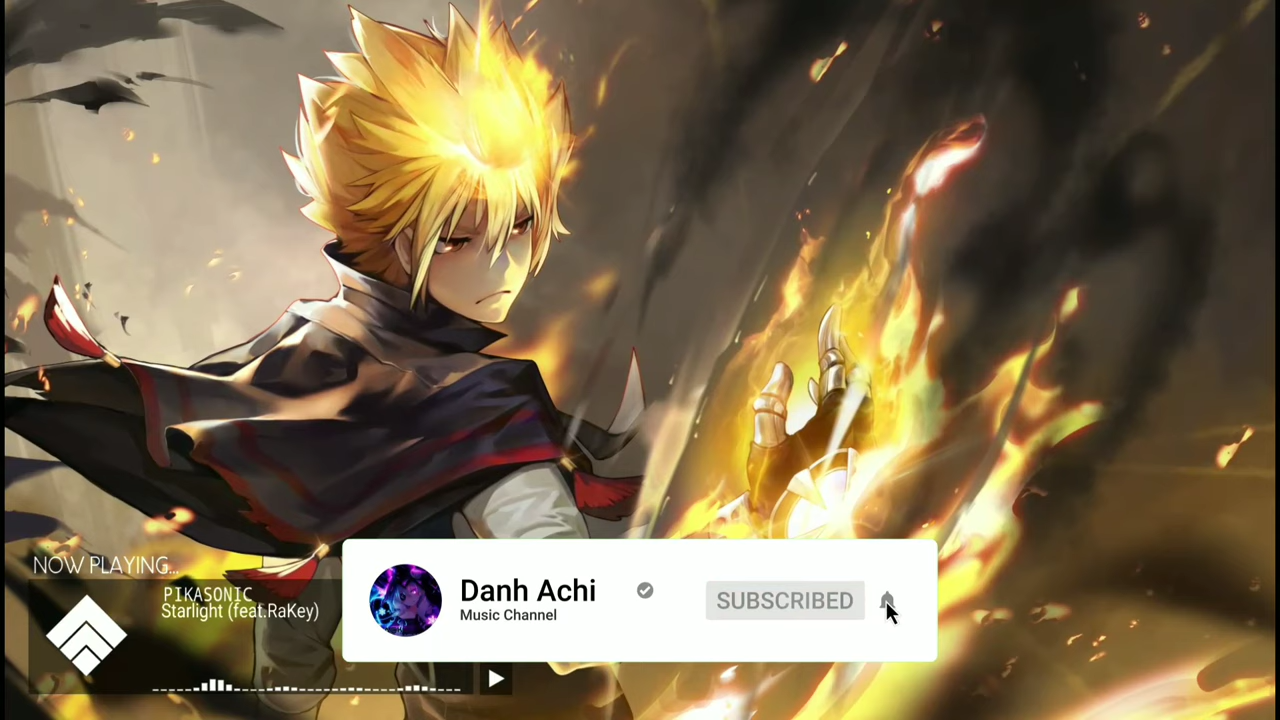 NOW PLAYING...
PIKASONIC
Starlight (feat.RaKey)
Danh Achi
Music Channel
SUBSCRIBED